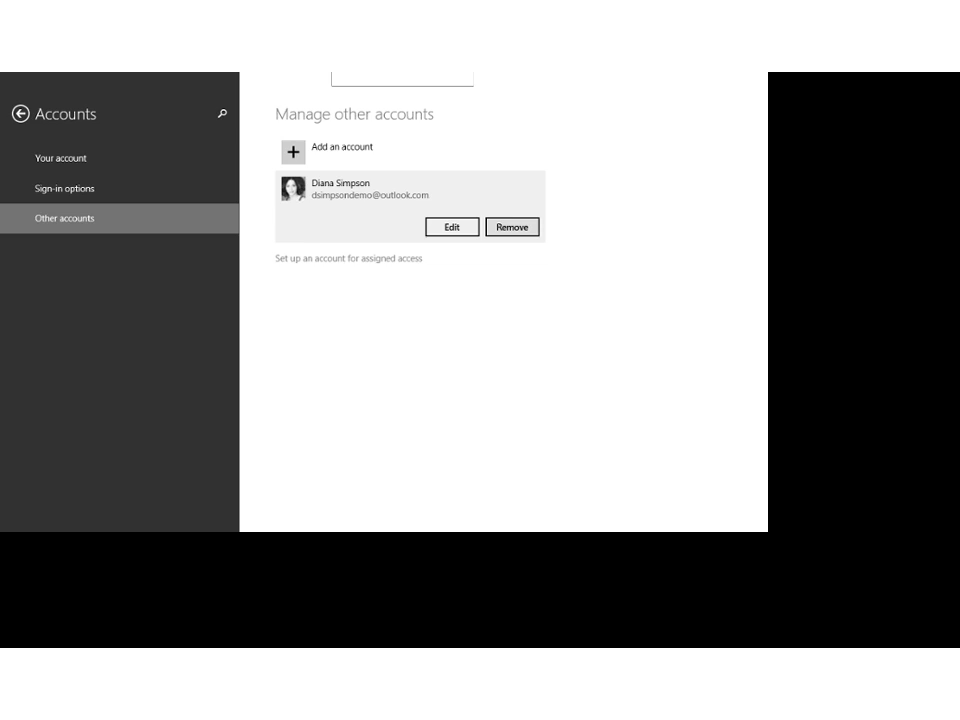 Accounts
Your account
Sign-in options
Other accounts
Manage other accounts
Add an account
Diana Simpson
dsimpsondemo@outlook.com
Edit
Remove
Set up an account for assigned access